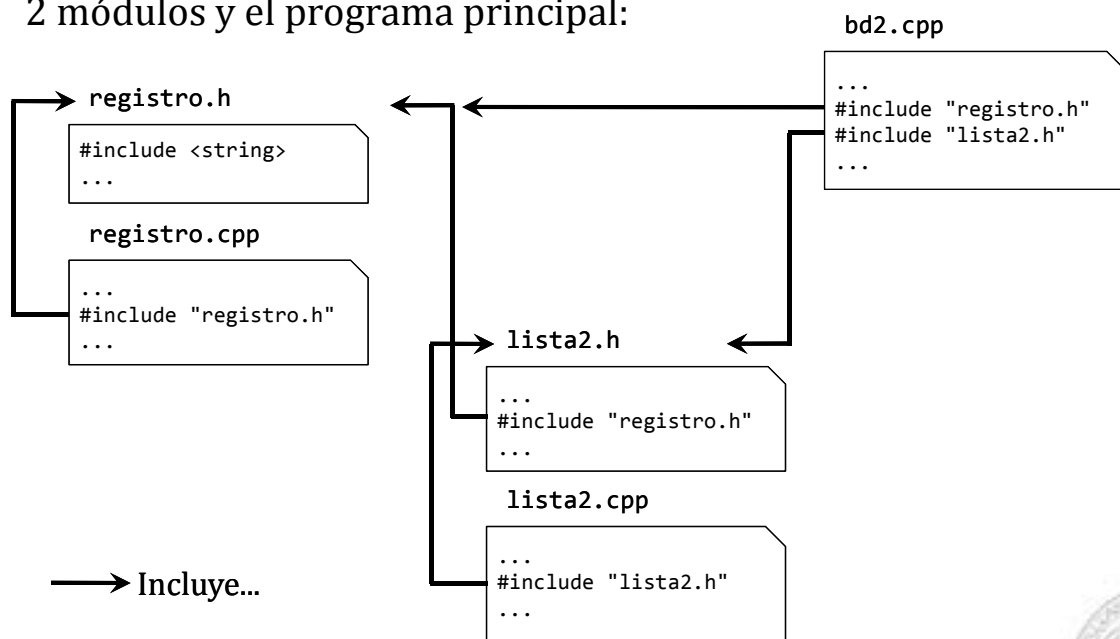 2 módulos y el programa principal:
bd2.cpp
...
#include "registro.h"
#include "lista2.h"
...
registro.h
#include <string>
...
registro.cpp
...
#include "registro.h"
...
lista2.h
...
#include "registro.h"
...
lista2.cpp
...
#include "lista2.h"
...
Incluye...